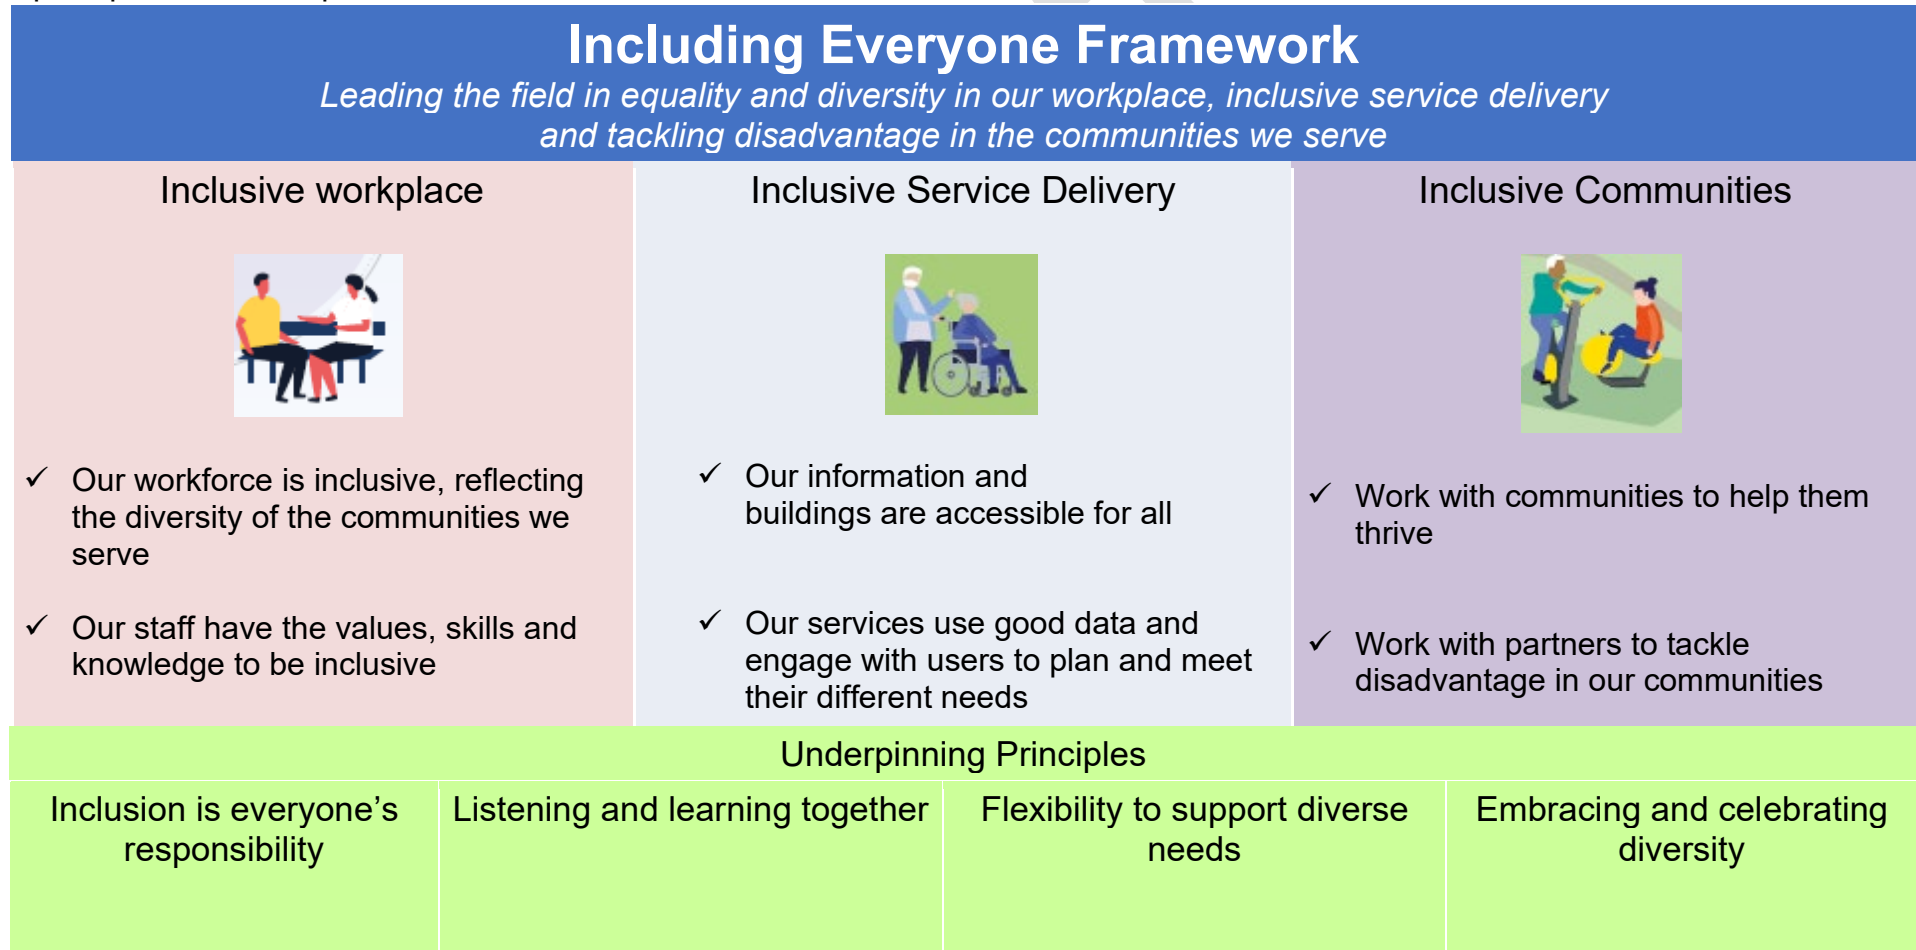 Including Everyone Framework
Leading the field in equality and diversity in our workplace, inclusive service delivery
and tackling disadvantage in the communities we serve
Inclusive workplace
✓ Our workforce is inclusive, reflecting
the diversity of the communities we
serve
✓ Our staff have the values, skills and
knowledge to be inclusive
Inclusive Service Delivery
✓ Our information and
buildings are accessible for all
✓ Our services use good data and
engage with users to plan and meet
their different needs
Inclusive Communities
✓ Work with communities to help them
thrive
✓ Work with partners to tackle
disadvantage in our communities
Underpinning Principles
Inclusion is everyone’s
responsibility
Listening and learning together
Flexibility to support diverse
needs
Embracing and celebrating
diversity